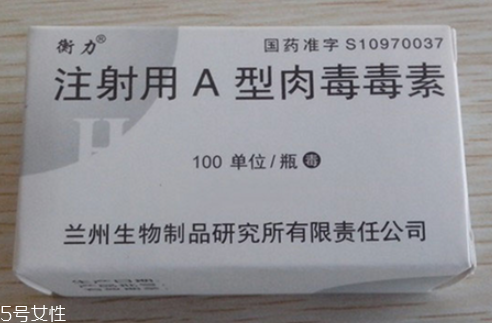 衡力®
国药准字 S10970037
注射用 A 型肉毒毒素
100 单位/瓶 毒
兰州生物制品研究所有限责任公司
5号女性